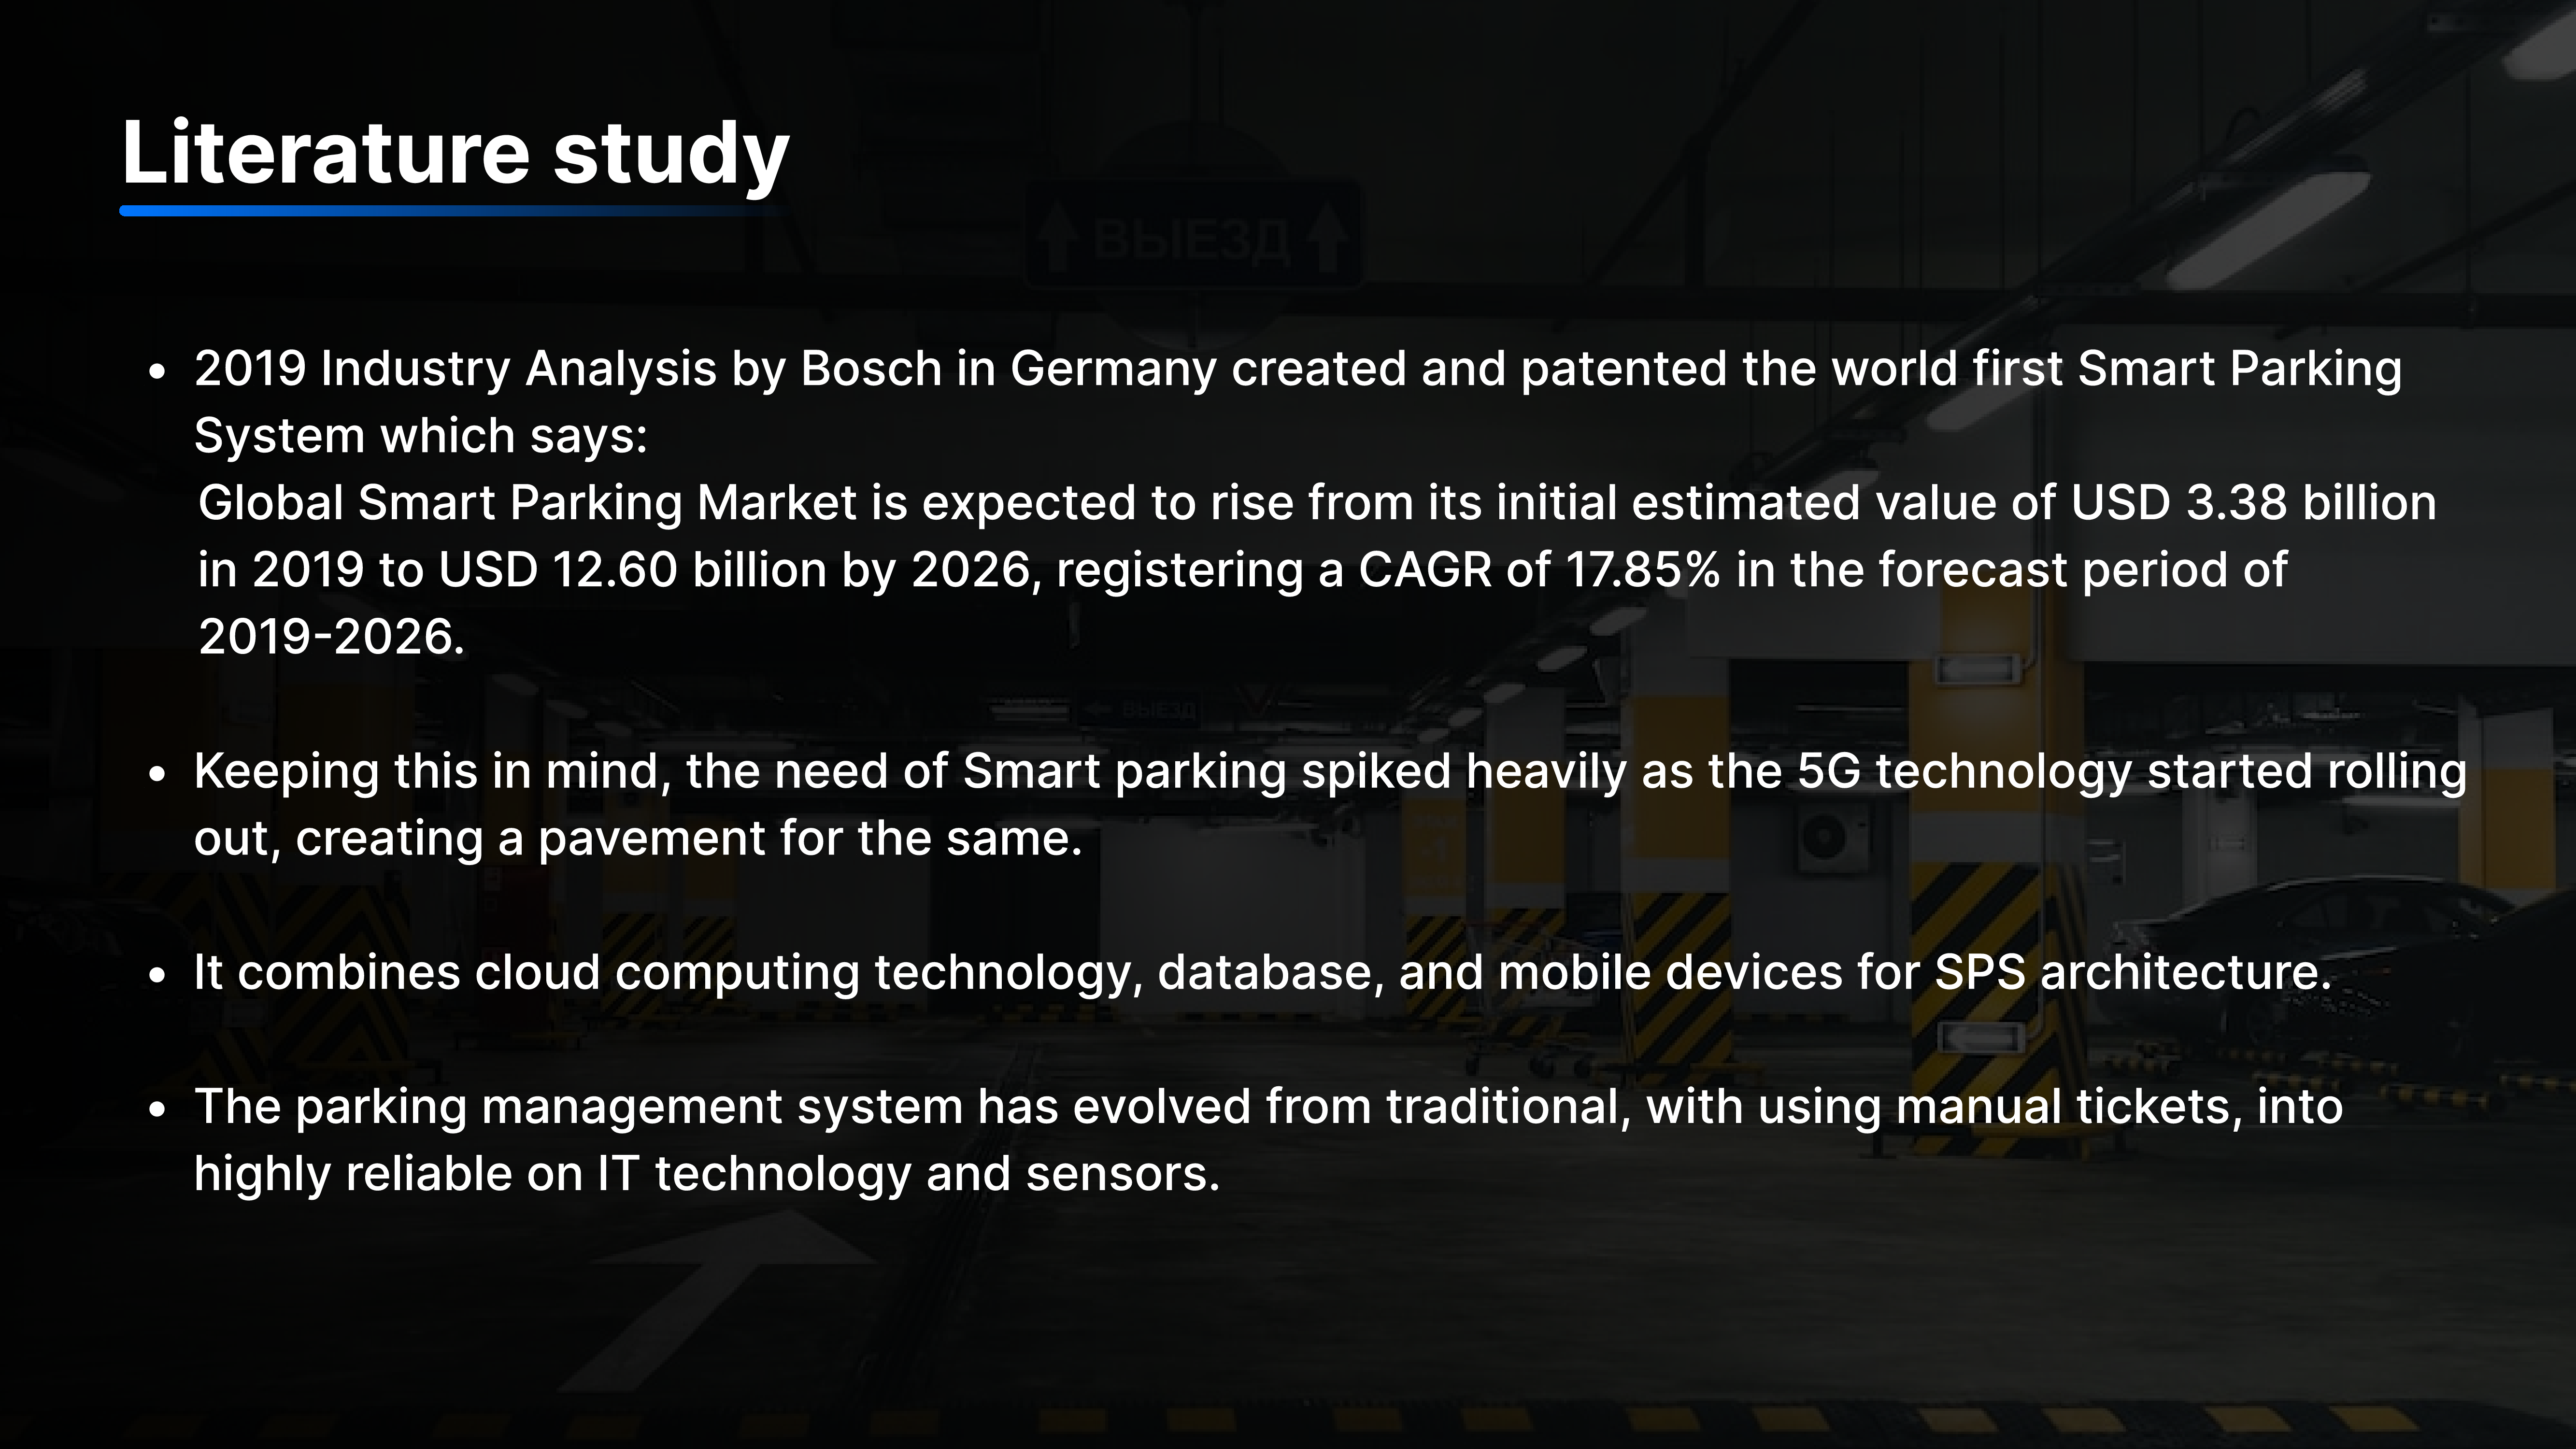 Literature study
ВЫЕЗД
• 2019 Industry Analysis by Bosch in Germany created and patented the world first Smart Parking
System which says:
Global Smart Parking Market is expected to rise from its initial estimated value of USD 3.38 billion
in 2019 to USD 12.60 billion by 2026, registering a CAGR of 17.85% in the forecast period of
2019-2026.
ВЫЕЗД
• Keeping this in mind, the need of Smart parking spiked heavily as the 5G technology started rolling
out, creating a pavement for the same.
• It combines cloud computing technology, database, and mobile devices for SPS architecture.
• The parking management system has evolved from traditional, with using manual tickets, into
highly reliable on IT technology and sensors.